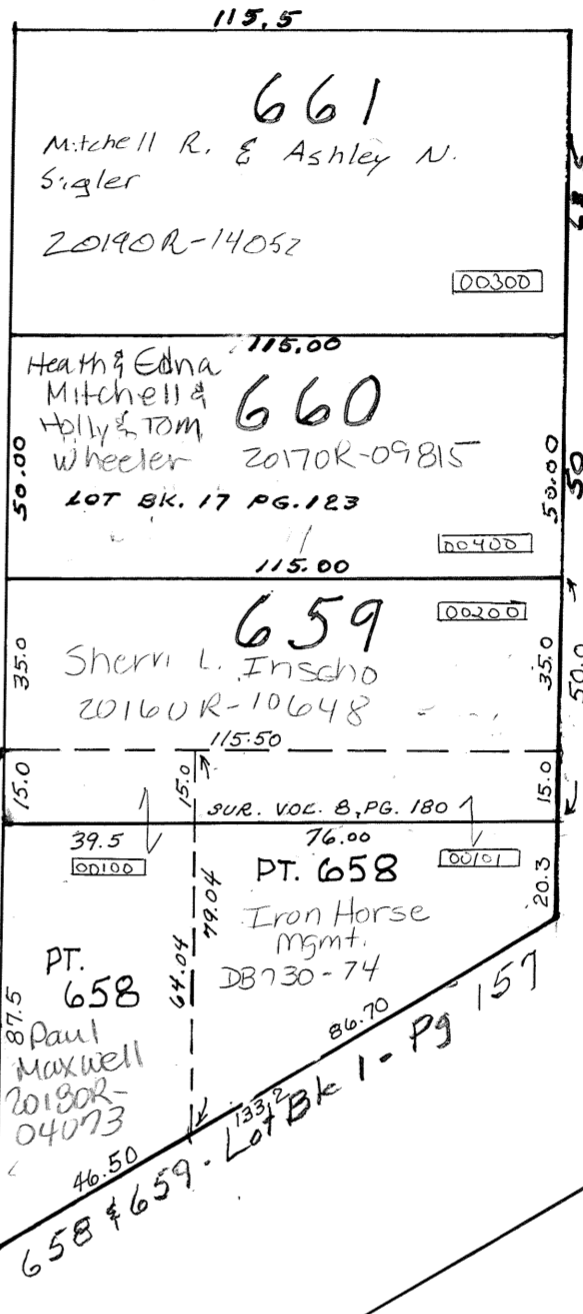 115.5
661
Mitchell R. & Ashley N.
Sigler
20190R-14052
00300
115.00
Heath & Edna
Mitchell &
Holly & Tom
Wheeler
660
20170R-09815
LOT BK. 17 PG. 123
50.00
50.00
50
00400
115.00
659
00200
Sherri L. Inscho
20160R-10648
35.0
35.0
50.0
115.50
15.0
15.0
15.0
SUR. VOL. 8, PG. 180
39.5
76.00
00100
PT. 658
00101
20.3
Iron Horse
Mgmt.
DB730-74
79.04
64.04
PT.
658
87.5
Paul
Maxwell
20180R-
04073
86.70
133.2
46.50
658 & 659 - Lot Bk 1 - Pg 157